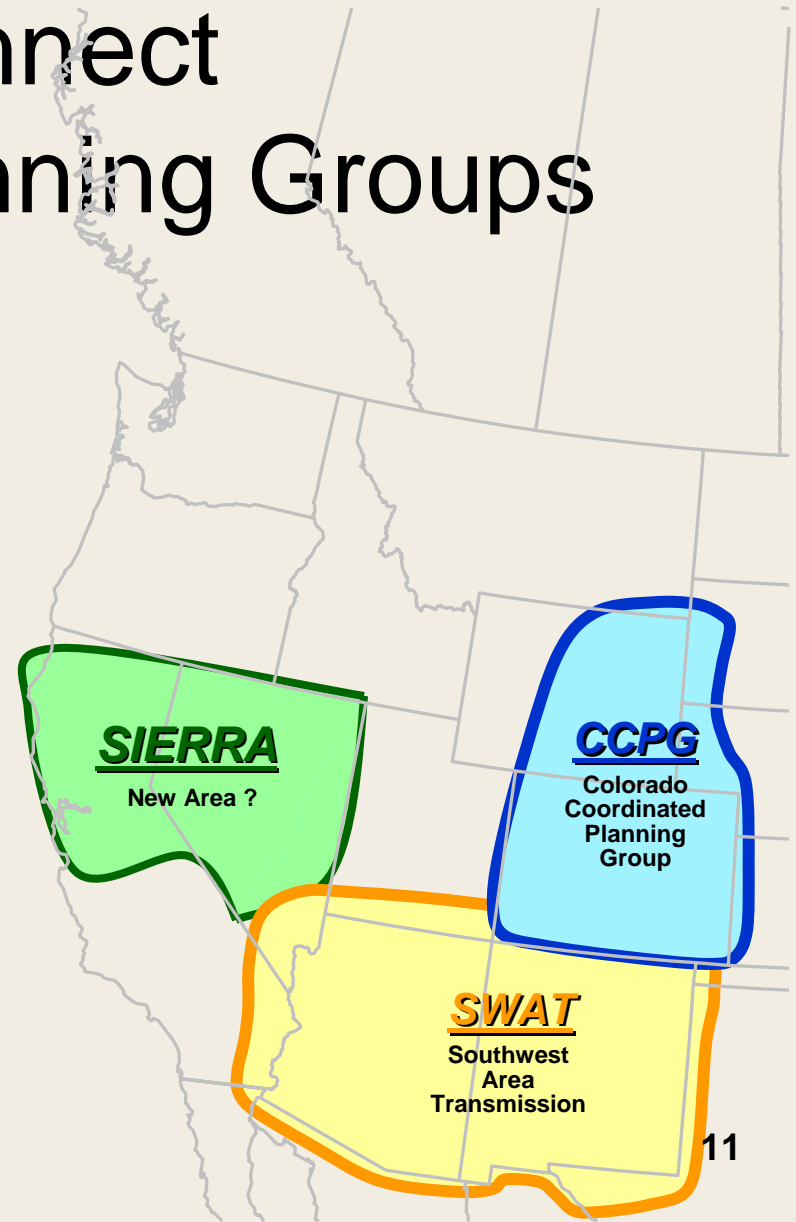 nnect
nning Groups
SIERRA
New Area ?
CCPG
Colorado
Coordinated
Planning
Group
SWAT
Southwest
Area
Transmission
11